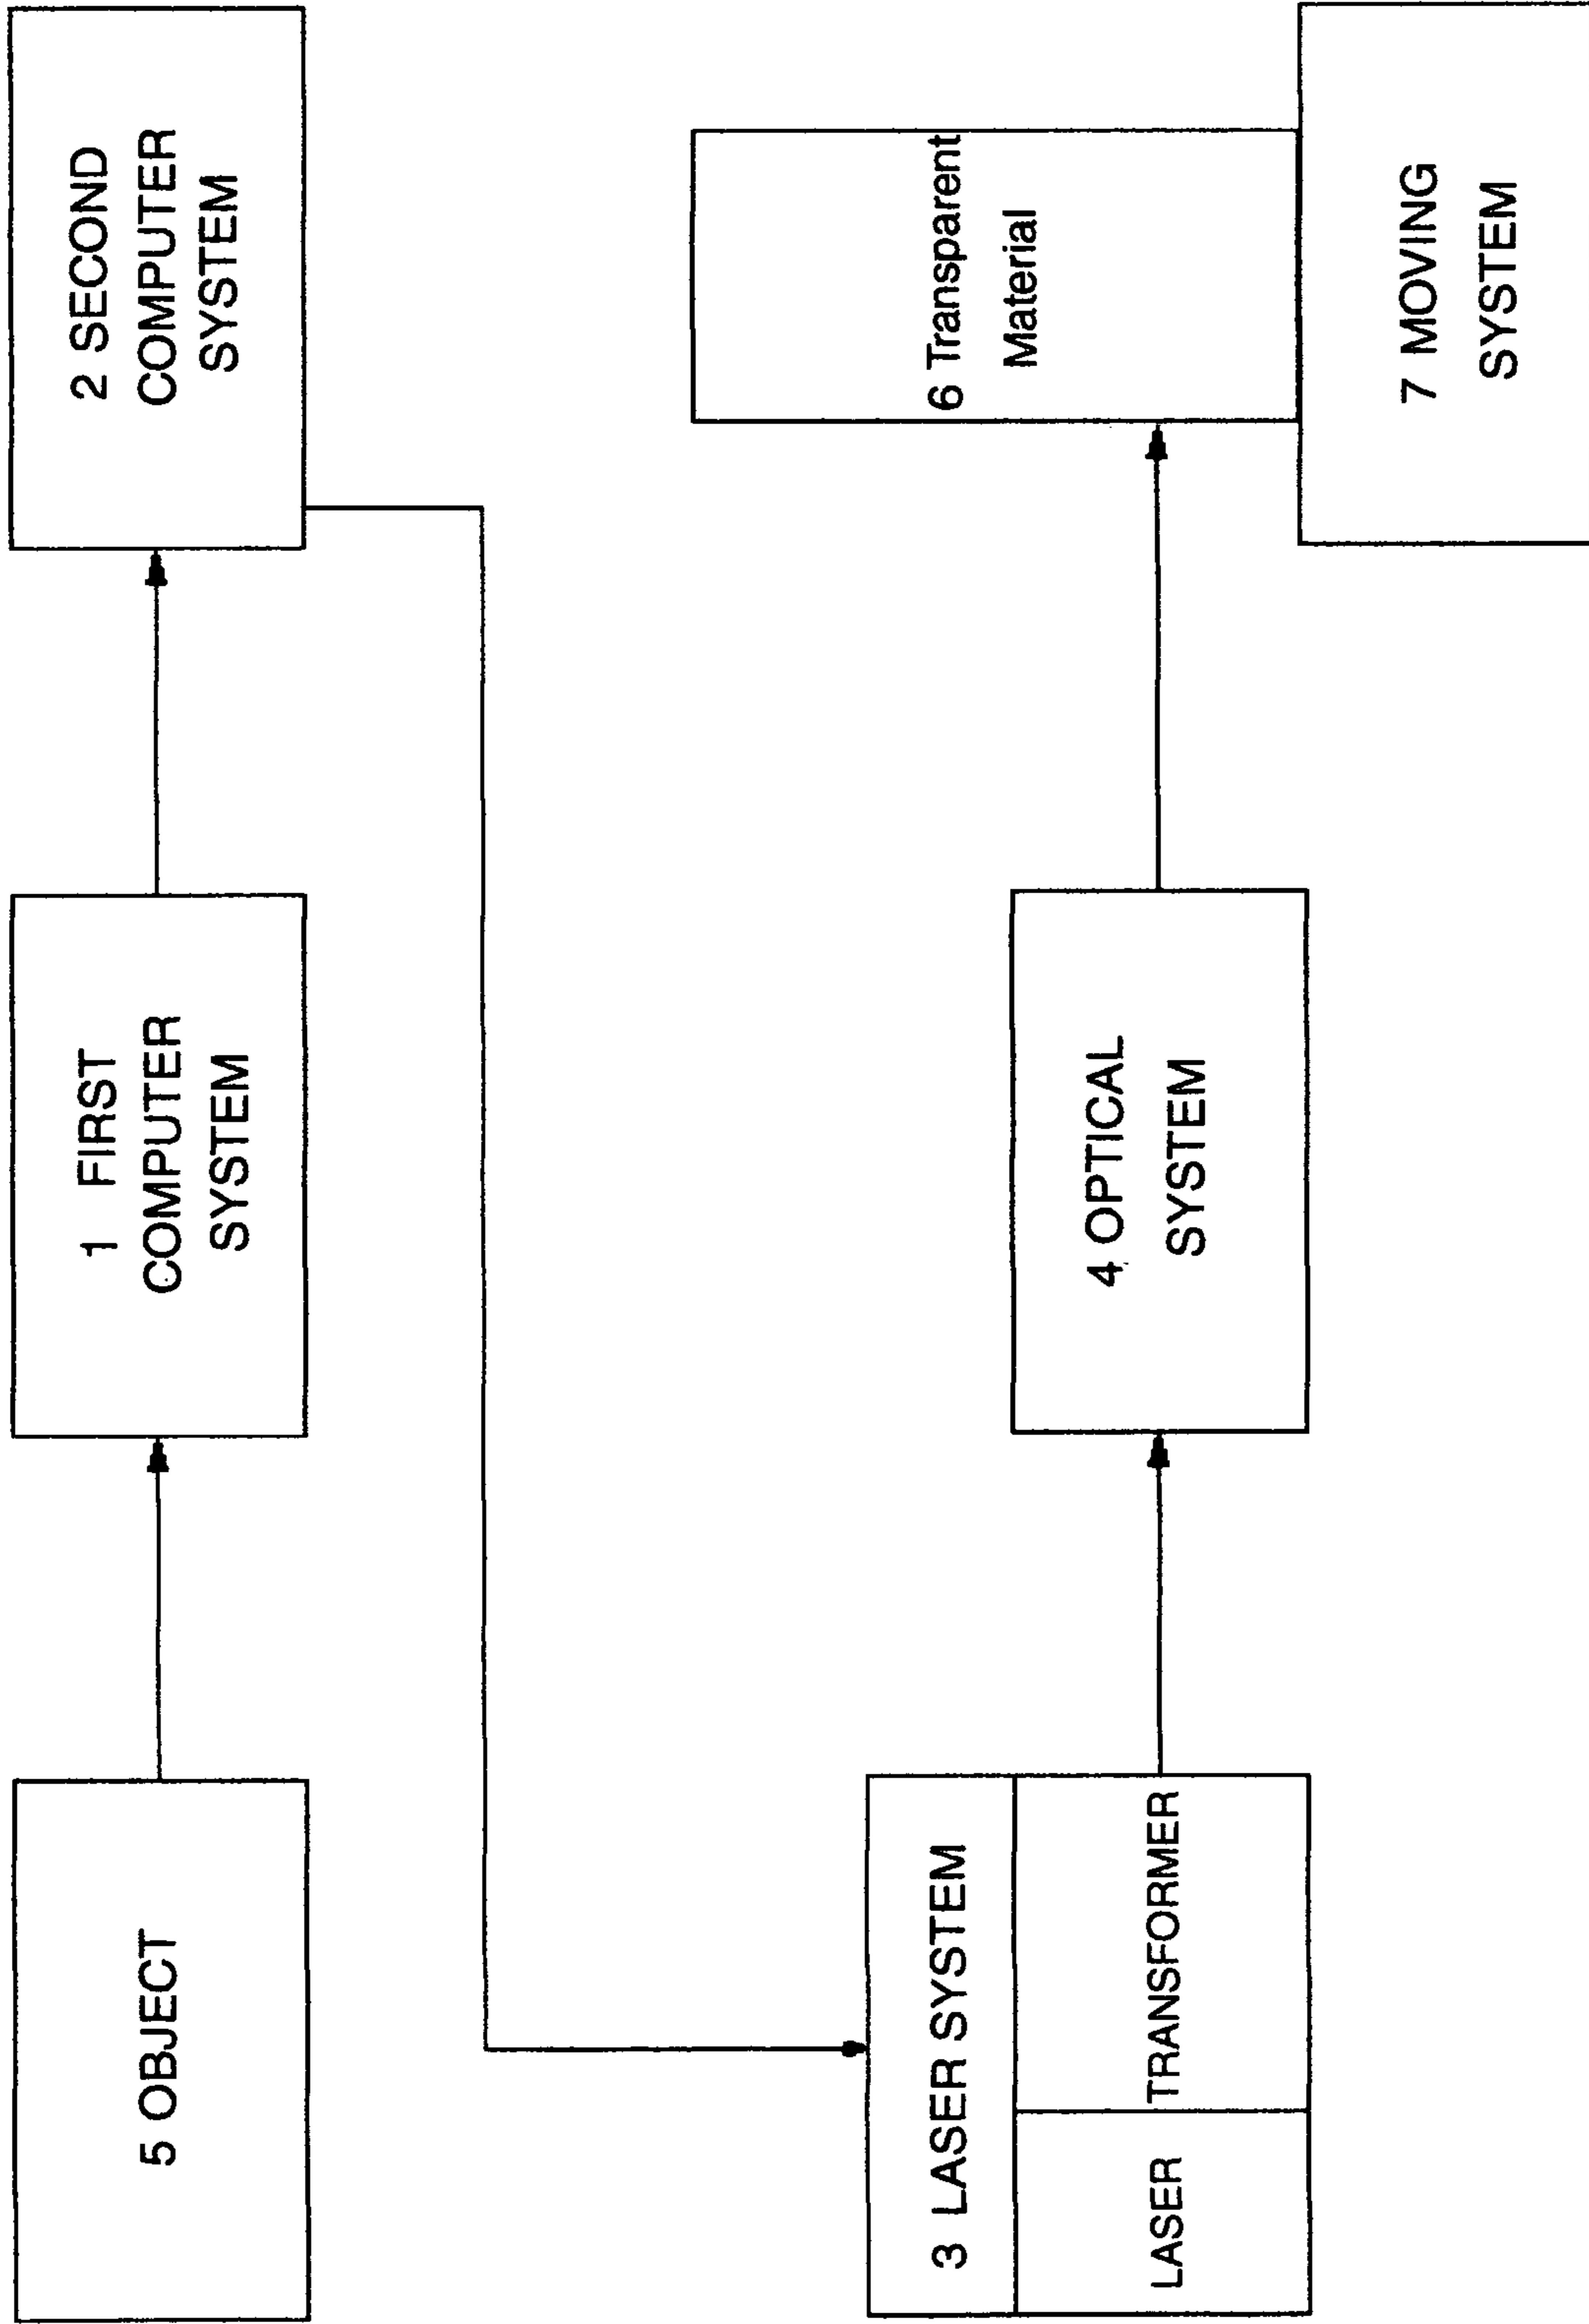 5 OBJECT
1 FIRST
COMPUTER
SYSTEM
2 SECOND
COMPUTER
SYSTEM
3 LASER SYSTEM
LASER
TRANSFORMER
4 OPTICAL
SYSTEM
6 Transparent
Material
7 MOVING
SYSTEM